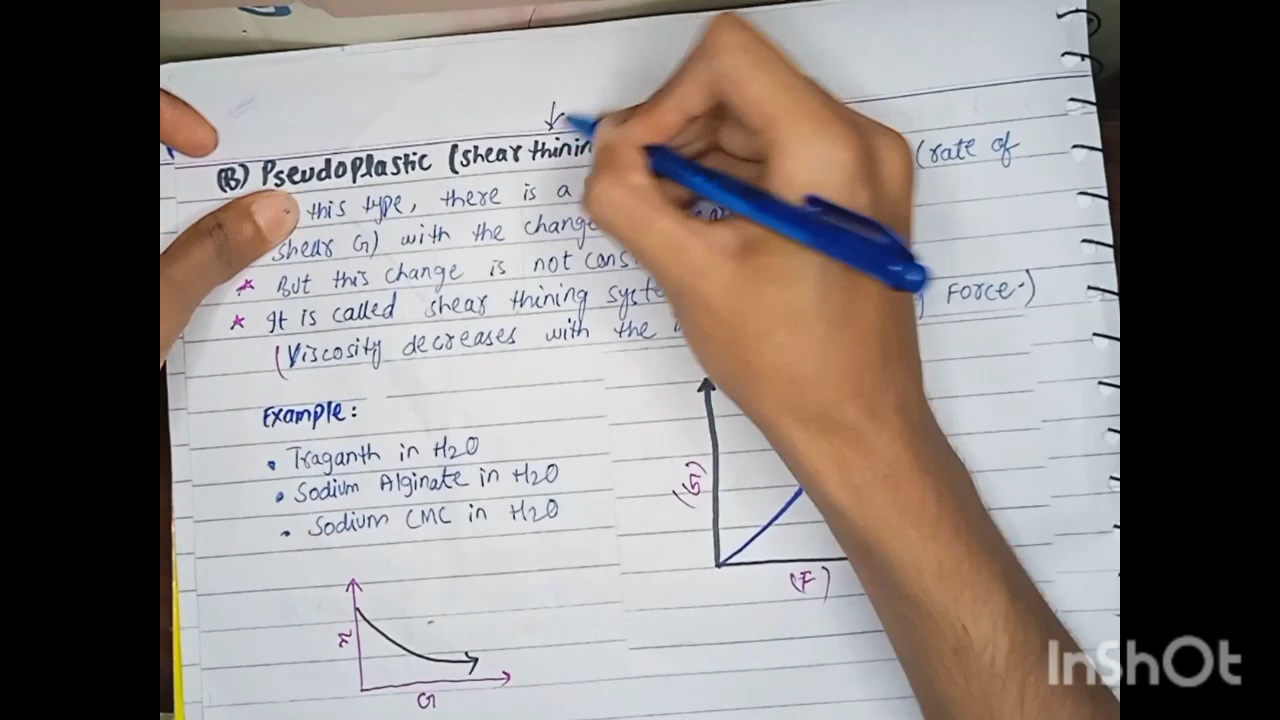 (B) Pseudoplastic (shear thinin
(rate of
this type, there is a
shear G) with the change
* But this change is not cons
* It is called shear thining syste
Force.)
(Viscosity decreases with the
Example:
• Traganth in H2O
• Sodium Alginate in H2O
• Sodium CMC in H2O
(G)
(F)
η
G
InShOt